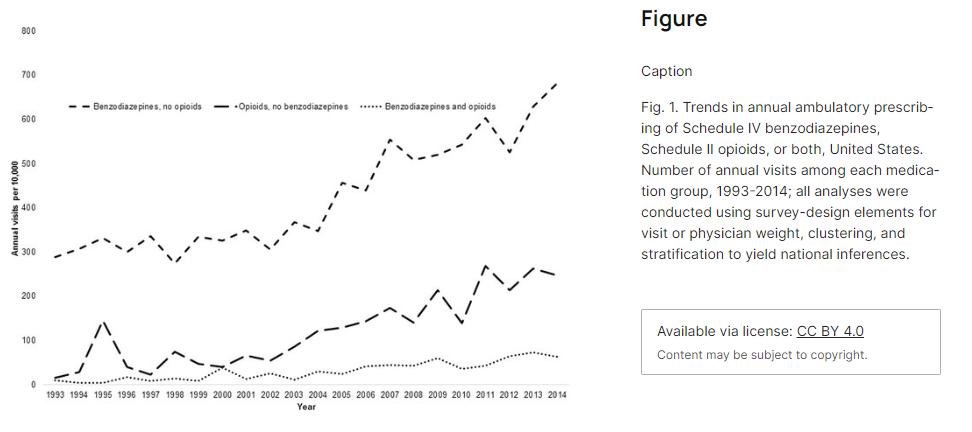 800
700
Benzodiazepines, no opioids
Opioids, no benzodiazepines
Benzodiazepines and opioids
600
500
400
300
200
100
0
Annual visits per 10,000
1993 1994 1995 1996 1997 1998 1999 2000 2001 2002 2003 2004 2005 2006 2007 2008 2009 2010 2011 2012 2013 2014
Year
Figure
Caption
Fig. 1. Trends in annual ambulatory prescrib-
ing of Schedule IV benzodiazepines,
Schedule II opioids, or both, United States.
Number of annual visits among each medica-
tion group, 1993-2014; all analyses were
conducted using survey-design elements for
visit or physician weight, clustering, and
stratification to yield national inferences.
Available via license: CC BY 4.0
Content may be subject to copyright.